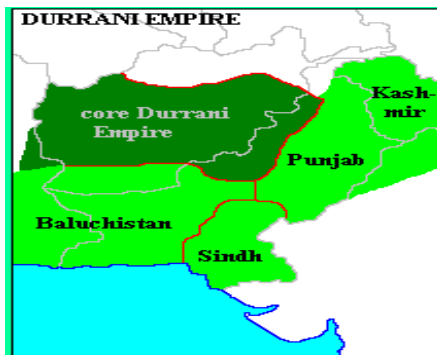 DURRANI EMPIRE
Kash-
mir
core Durrani
Empire
Punjab
Baluchistan
Sindh